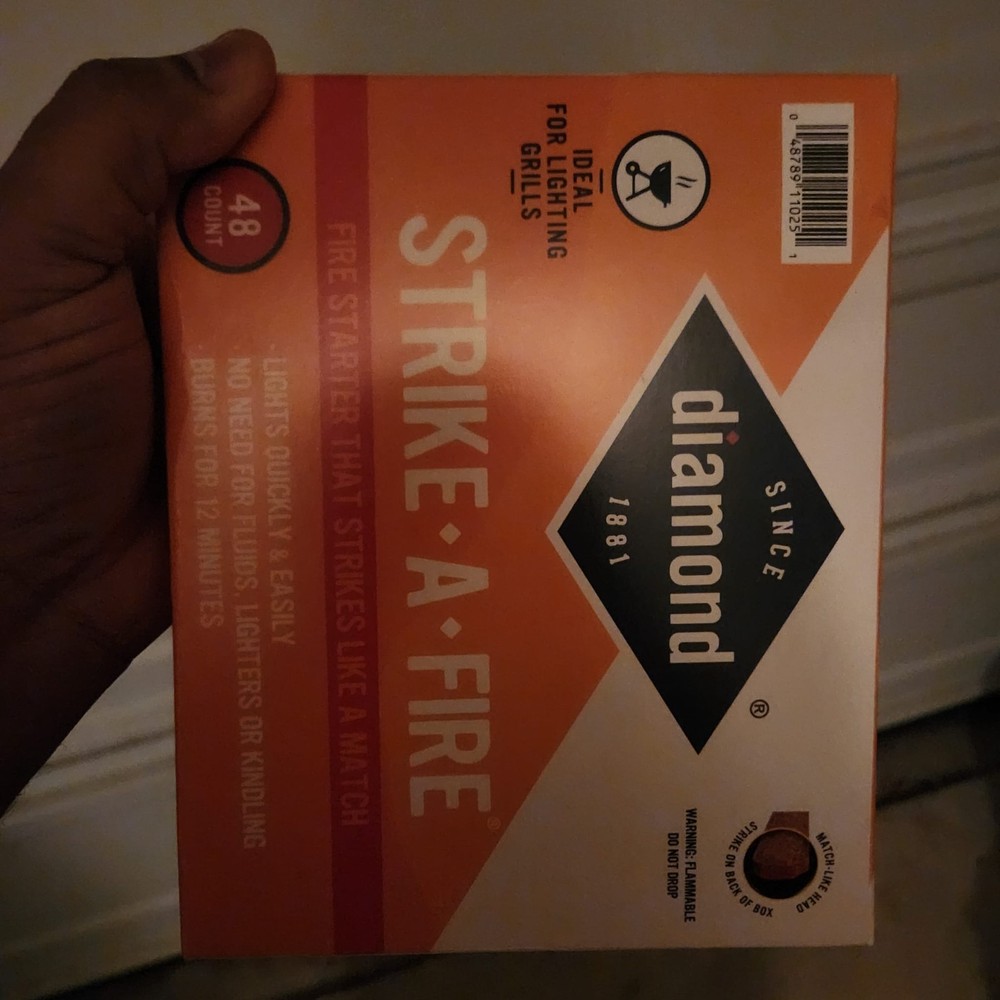 0 48789 11025 1
IDEAL
FOR LIGHTING
GRILLS
SINCE
diamond
®
1881
MATCH-LIKE HEAD
STRIKE ON BACK OF BOX
WARNING: FLAMMABLE
DO NOT DROP
STRIKE·A·FIRE®
FIRE STARTER THAT STRIKES LIKE A MATCH
48
COUNT
· LIGHTS QUICKLY & EASILY
· NO NEED FOR FLUIDS, LIGHTERS OR KINDLING
· BURNS FOR 12 MINUTES